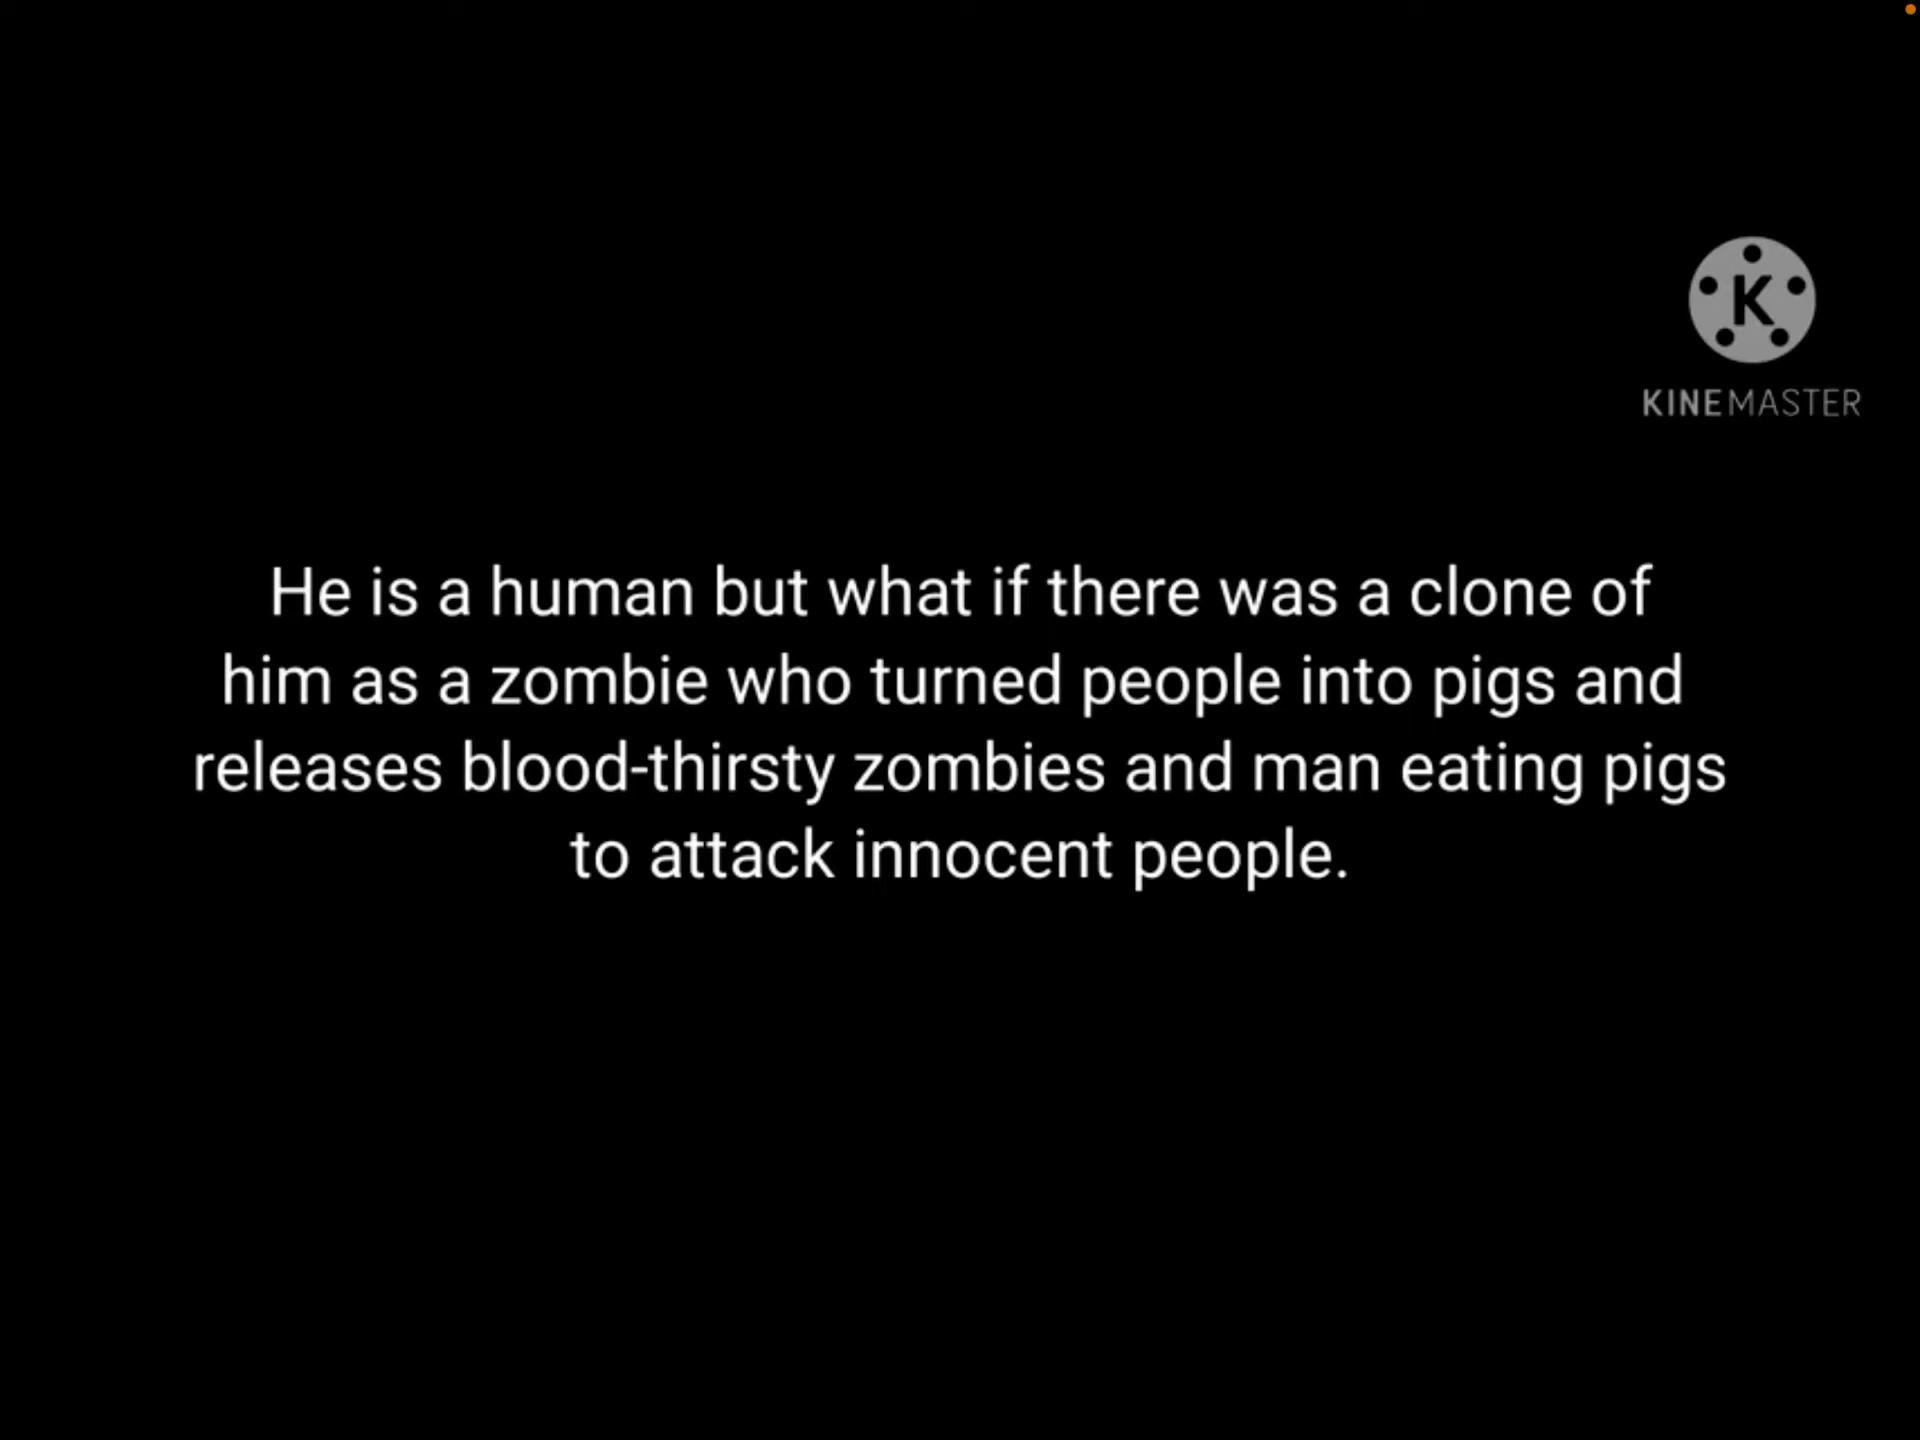 K
KINEMASTER
He is a human but what if there was a clone of
him as a zombie who turned people into pigs and
releases blood-thirsty zombies and man eating pigs
to attack innocent people.